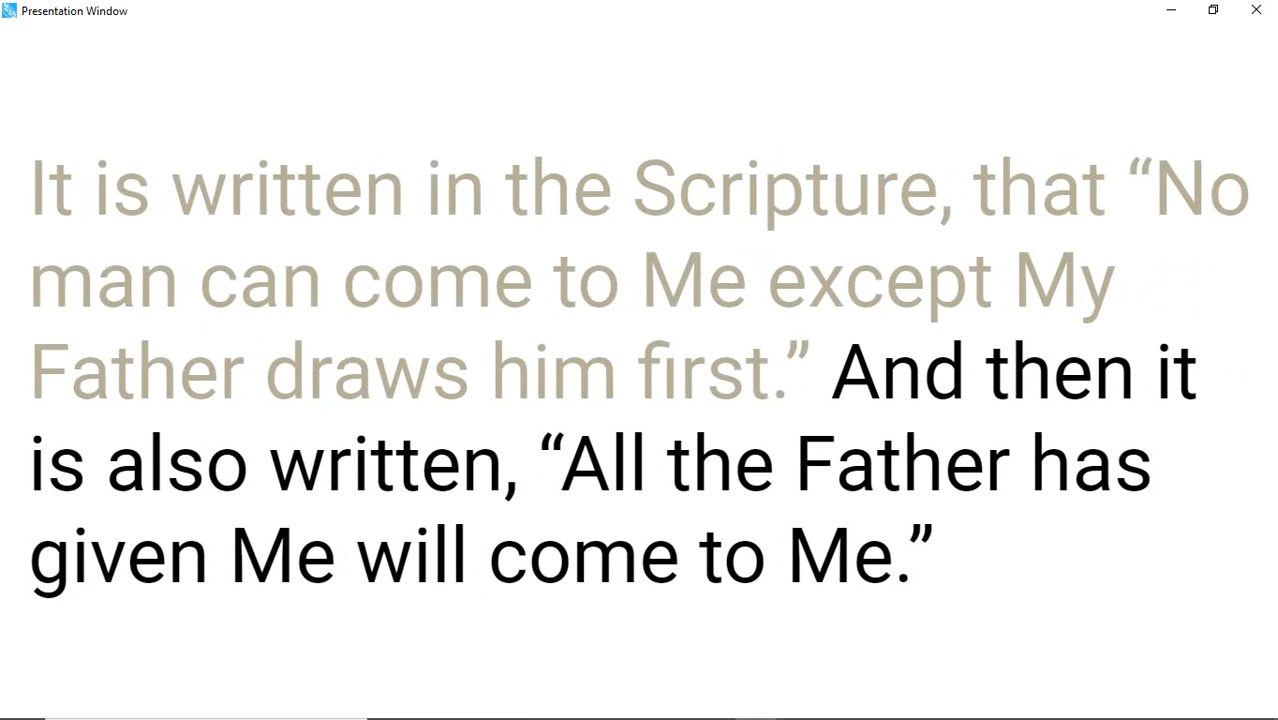 Presentation Window
It is written in the Scripture, that “No
man can come to Me except My
Father draws him first.” And then it
is also written, “All the Father has
given Me will come to Me.”